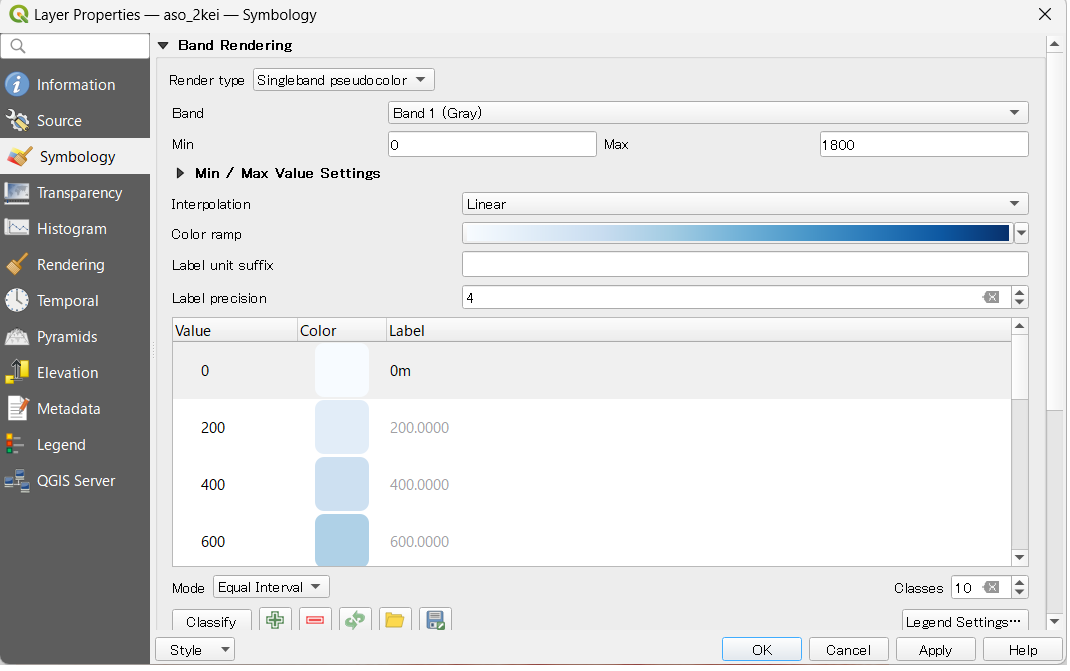 Layer Properties — aso_2kei — Symbology
Information
Source
Symbology
Transparency
Histogram
Rendering
Temporal
Pyramids
Elevation
Metadata
Legend
QGIS Server
Band Rendering
Render type Singleband pseudocolor
Band Band 1 (Gray)
Min 0 Max 1800
Min / Max Value Settings
Interpolation Linear
Color ramp
Label unit suffix
Label precision 4
Value Color Label
0 0m
200 200.0000
400 400.0000
600 600.0000
Mode Equal Interval Classes 10
Classify Legend Settings…
Style OK Cancel Apply Help